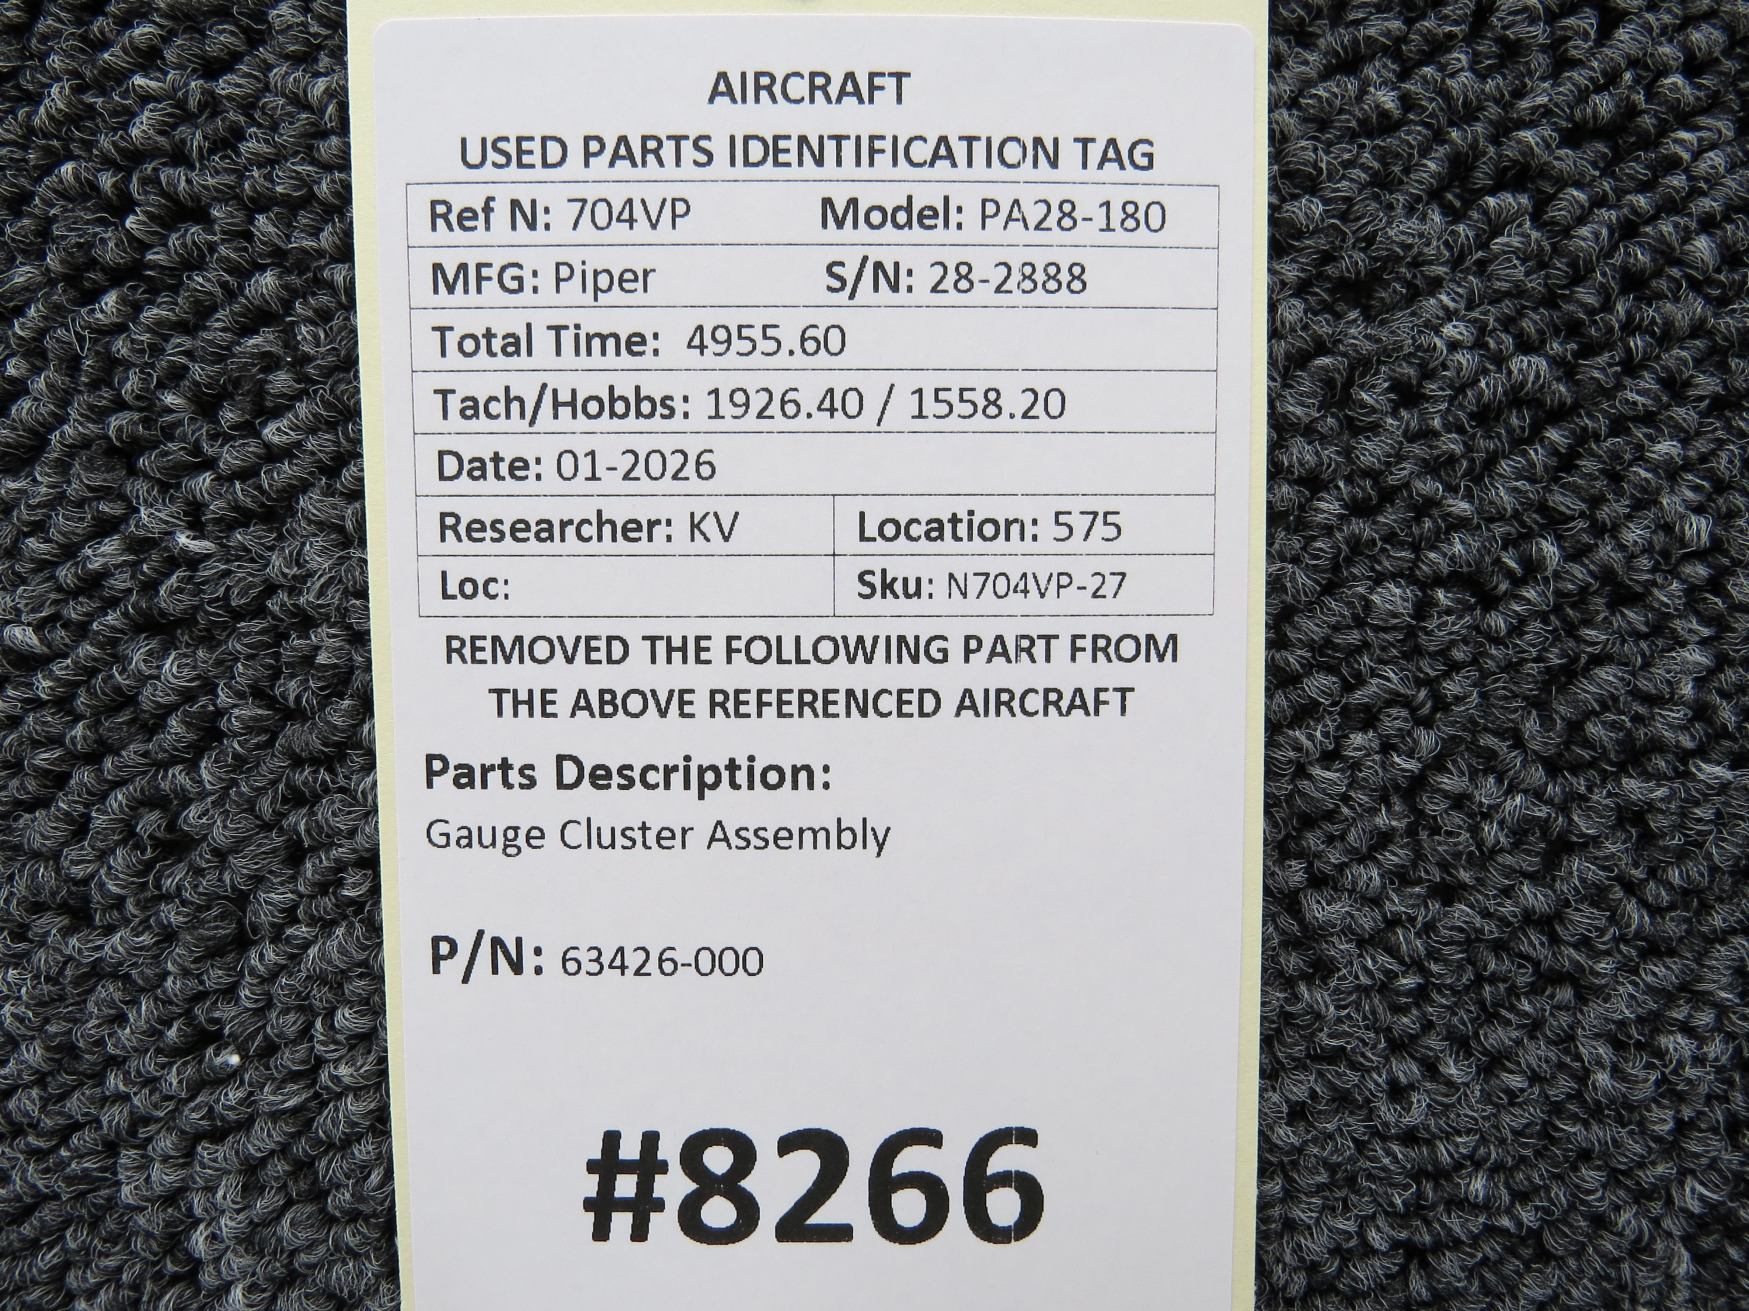 AIRCRAFT
USED PARTS IDENTIFICATION TAG
Ref N: 704VP Model: PA28-180
MFG: Piper S/N: 28-2888
Total Time: 4955.60
Tach/Hobbs: 1926.40 / 1558.20
Date: 01-2026
Researcher: KV Location: 575
Loc: Sku: N704VP-27
REMOVED THE FOLLOWING PART FROM
THE ABOVE REFERENCED AIRCRAFT
Parts Description:
Gauge Cluster Assembly
P/N: 63426-000
#8266